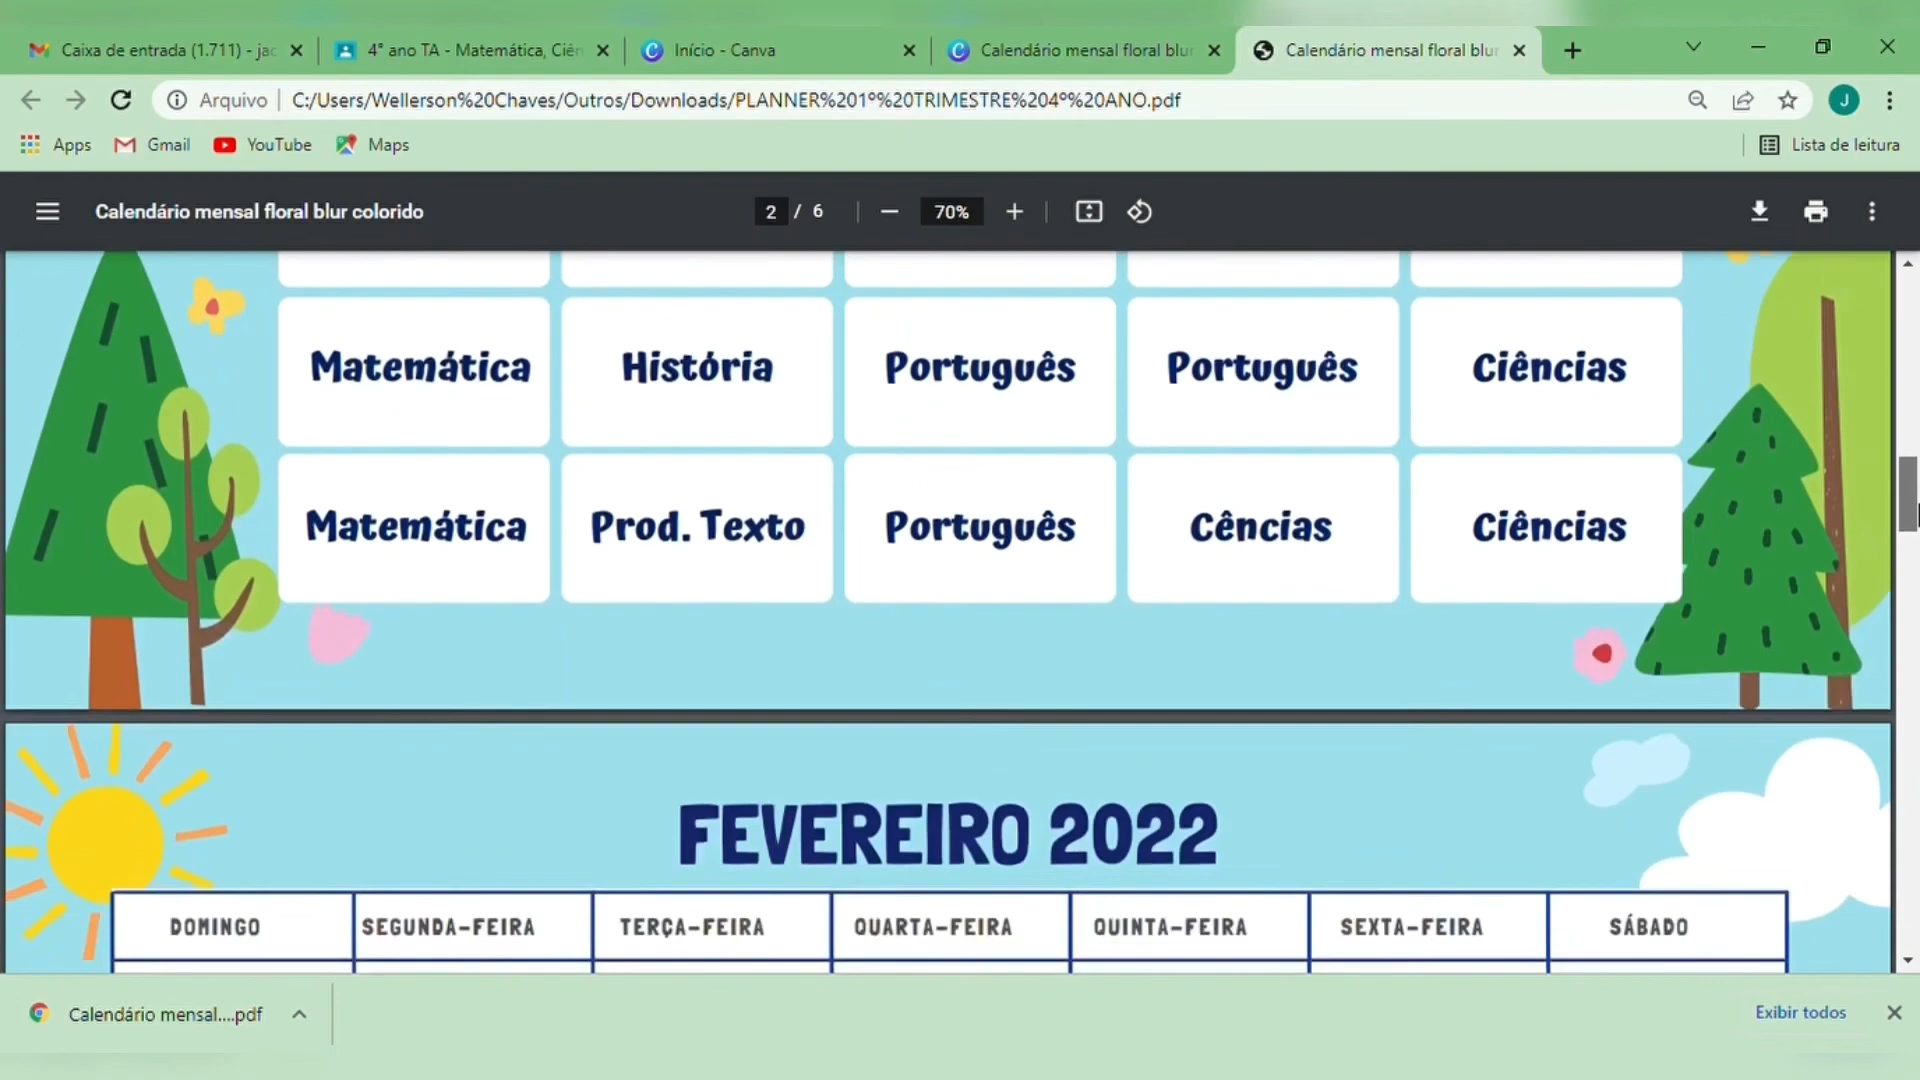 Caixa de entrada (1.711) - jac
4° ano TA - Matemática, Ciên
Início - Canva
Calendário mensal floral blur
Calendário mensal floral blur
Arquivo
C:/Users/Wellerson%20Chaves/Outros/Downloads/PLANNER%201º%20TRIMESTRE%204º%20ANO.pdf
J
Apps
Gmail
YouTube
Maps
Lista de leitura
Calendário mensal floral blur colorido
2 / 6
70%
Matemática
História
Português
Português
Ciências
Matemática
Prod. Texto
Português
Cências
Ciências
FEVEREIRO 2022
DOMINGO
SEGUNDA-FEIRA
TERÇA-FEIRA
QUARTA-FEIRA
QUINTA-FEIRA
SEXTA-FEIRA
SÁBADO
Calendário mensal....pdf
Exibir todos